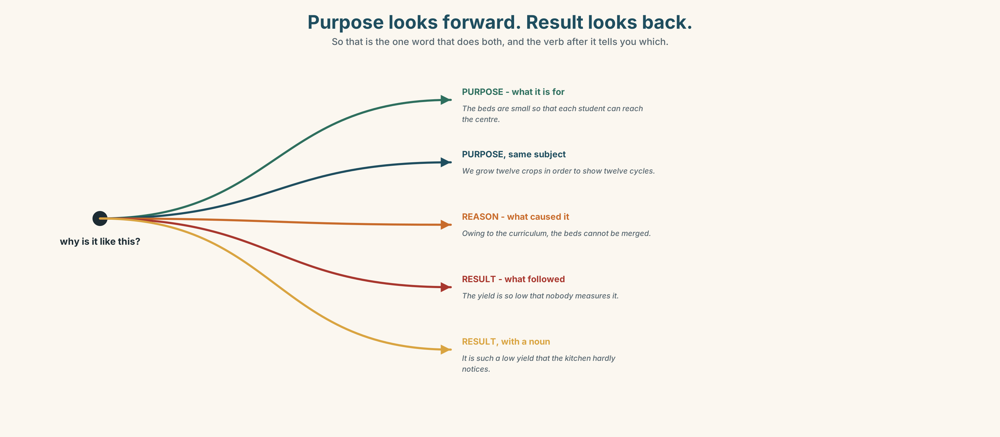 Purpose looks forward. Result looks back.
So that is the one word that does both, and the verb after it tells you which.
PURPOSE - what it is for
The beds are small so that each student can reach
the centre.
PURPOSE, same subject
We grow twelve crops in order to show twelve cycles.
why is it like this?
REASON - what caused it
Owing to the curriculum, the beds cannot be merged.
RESULT - what followed
The yield is so low that nobody measures it.
RESULT, with a noun
It is such a low yield that the kitchen hardly
notices.